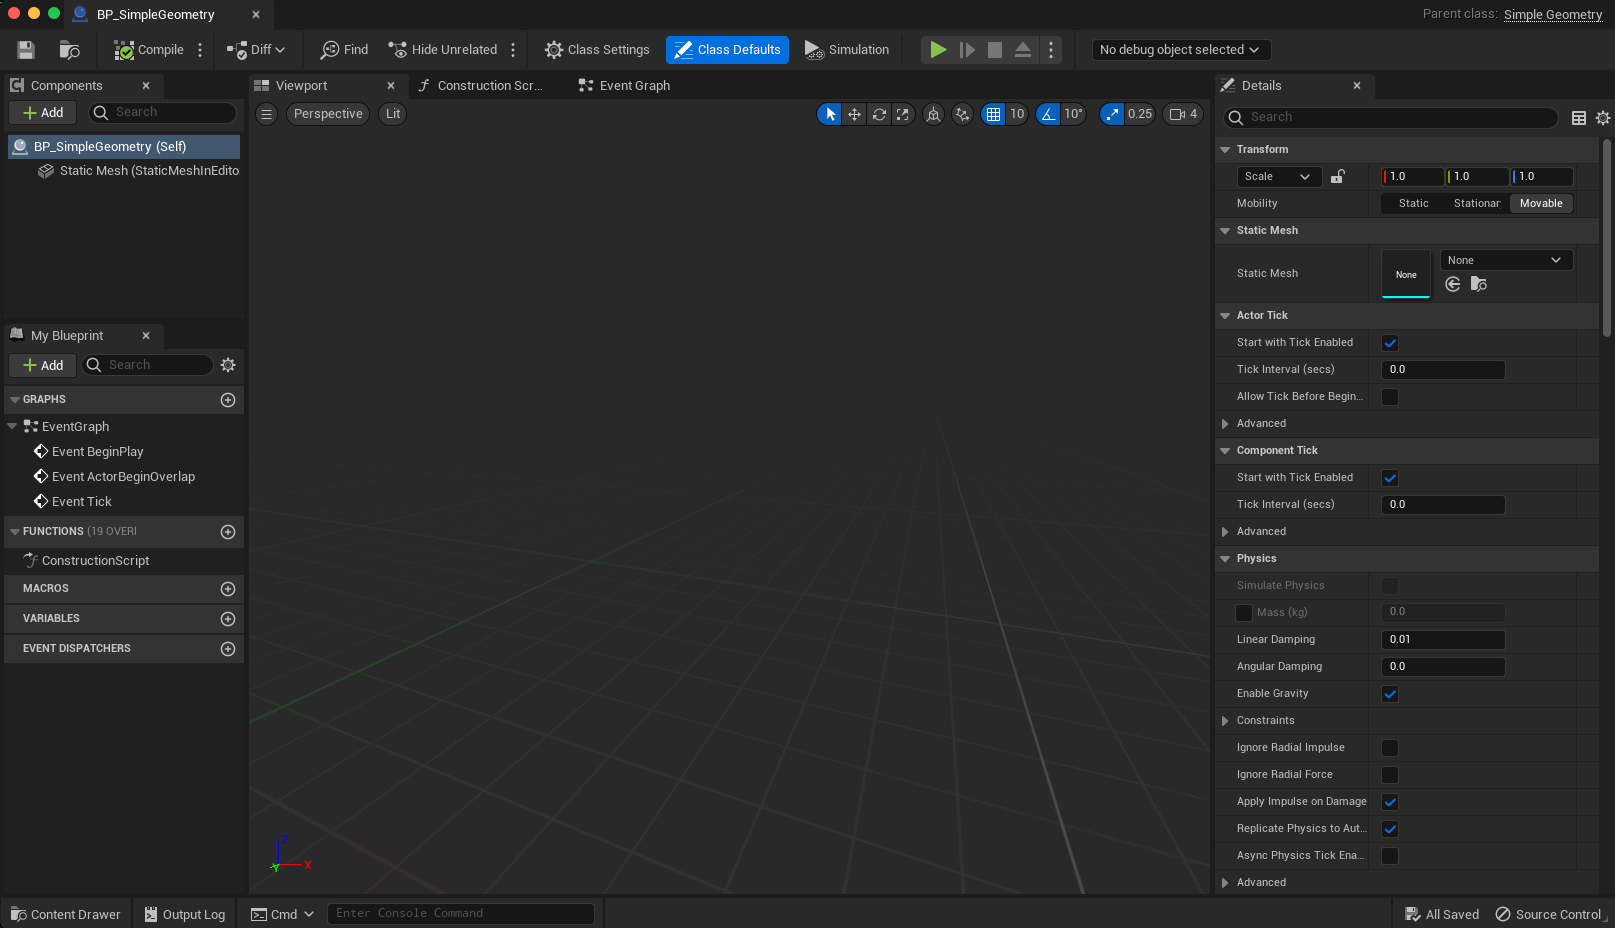 BP_SimpleGeometry
Parent class: Simple Geometry
Compile Diff Find Hide Unrelated Class Settings Class Defaults Simulation No debug object selected
Components
Add Search
BP_SimpleGeometry (Self)
Static Mesh (StaticMeshInEdito
My Blueprint
Add Search
GRAPHS
EventGraph
Event BeginPlay
Event ActorBeginOverlap
Event Tick
FUNCTIONS (19 OVERI
ConstructionScript
MACROS
VARIABLES
EVENT DISPATCHERS
Viewport Construction Scr... Event Graph
Perspective Lit 10 10° 0.25 4
Z
Y X
Details
Search
Transform
Scale 1.0 1.0 1.0
Mobility Static Stationar Movable
Static Mesh
Static Mesh None None
Actor Tick
Start with Tick Enabled
Tick Interval (secs) 0.0
Allow Tick Before Begin...
Advanced
Component Tick
Start with Tick Enabled
Tick Interval (secs) 0.0
Advanced
Physics
Simulate Physics
Mass (kg) 0.0
Linear Damping 0.01
Angular Damping 0.0
Enable Gravity
Constraints
Ignore Radial Impulse
Ignore Radial Force
Apply Impulse on Damage
Replicate Physics to Aut...
Async Physics Tick Ena...
Advanced
Content Drawer Output Log Cmd Enter Console Command All Saved Source Control